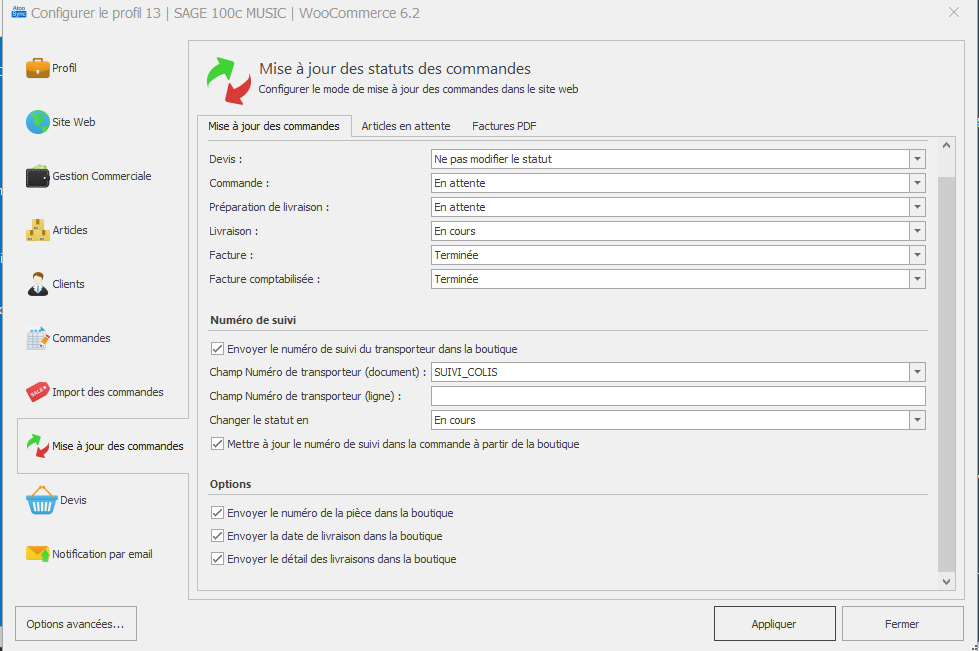 Atoo Sync
Configurer le profil 13 | SAGE 100c MUSIC | WooCommerce 6.2
Profil
Site Web
Gestion Commerciale
Articles
Clients
Commandes
SALE
Import des commandes
Mise à jour des commandes
Devis
Notification par email
Mise à jour des statuts des commandes
Configurer le mode de mise à jour des commandes dans le site web
Mise à jour des commandes
Articles en attente
Factures PDF
Devis :
Ne pas modifier le statut
Commande :
En attente
Préparation de livraison :
En attente
Livraison :
En cours
Facture :
Terminée
Facture comptabilisée :
Terminée
Numéro de suivi
Envoyer le numéro de suivi du transporteur dans la boutique
Champ Numéro de transporteur (document) :
SUIVI_COLIS
Champ Numéro de transporteur (ligne) :
Changer le statut en
En cours
Mettre à jour le numéro de suivi dans la commande à partir de la boutique
Options
Envoyer le numéro de la pièce dans la boutique
Envoyer la date de livraison dans la boutique
Envoyer le détail des livraisons dans la boutique
Options avancées...
Appliquer
Fermer